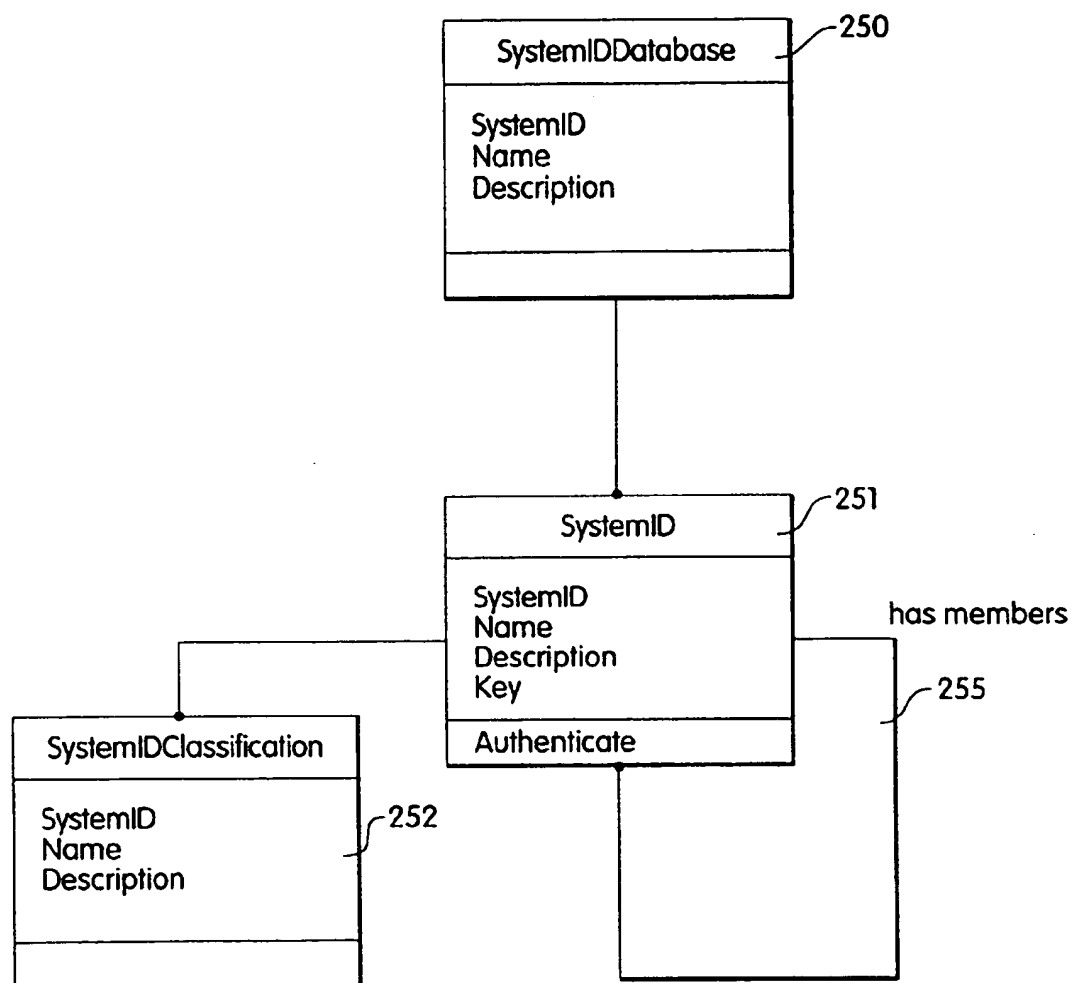 SystemIDDatabase
250
SystemID
Name
Description
SystemID
251
SystemID
Name
Description
Key
Authenticate
has members
255
SystemIDClassification
SystemID
Name
Description
252